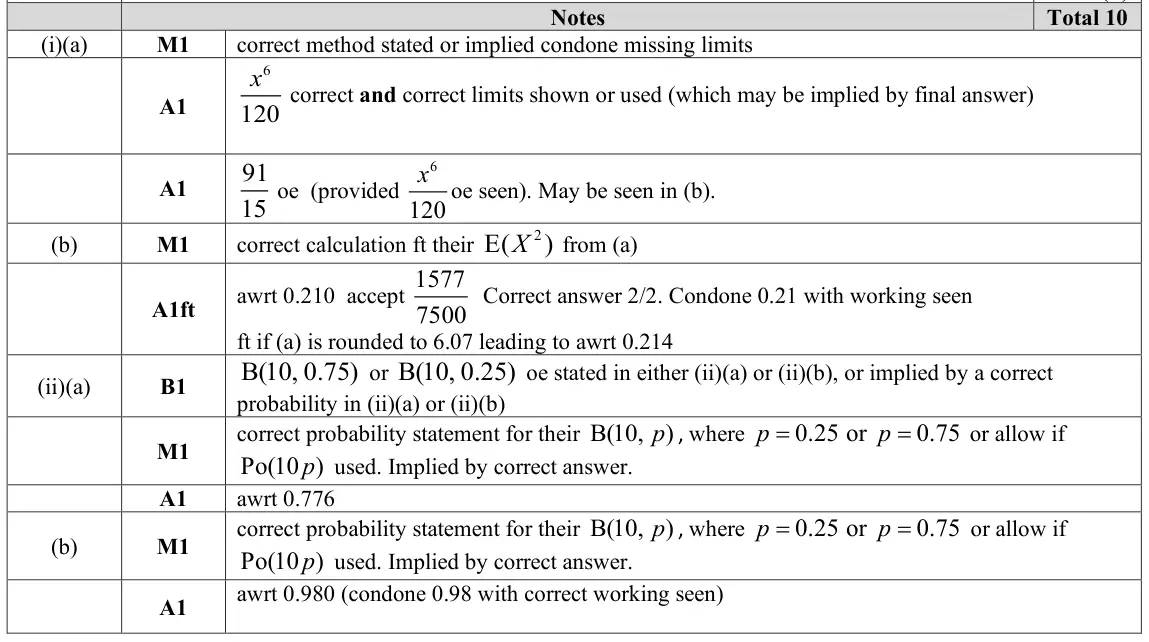 Notes Total 10
(i)(a) M1 correct method stated or implied condone missing limits
A1 x^6/120 correct and correct limits shown or used (which may be implied by final answer)
A1 91/15 oe (provided x^6/120 oe seen). May be seen in (b).
(b) M1 correct calculation ft their E(X^2) from (a)
A1ft awrt 0.210 accept 1577/7500 Correct answer 2/2. Condone 0.21 with working seen
ft if (a) is rounded to 6.07 leading to awrt 0.214
(ii)(a) B1 B(10, 0.75) or B(10, 0.25) oe stated in either (ii)(a) or (ii)(b), or implied by a correct
probability in (ii)(a) or (ii)(b)
M1 correct probability statement for their B(10, p), where p = 0.25 or p = 0.75 or allow if
Po(10p) used. Implied by correct answer.
A1 awrt 0.776
(b) M1 correct probability statement for their B(10, p), where p = 0.25 or p = 0.75 or allow if
Po(10p) used. Implied by correct answer.
A1 awrt 0.980 (condone 0.98 with correct working seen)